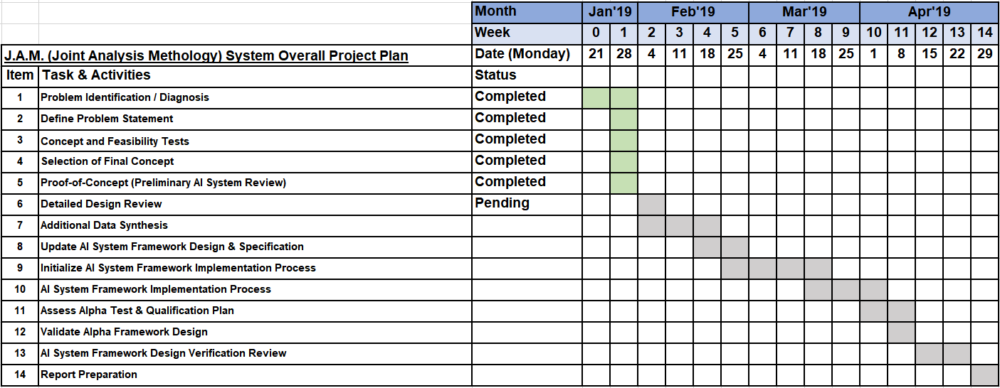 Month Jan'19 Feb'19 Mar'19 Apr'19
Week 0 1 2 3 4 5 6 7 8 9 10 11 12 13 14
J.A.M. (Joint Analysis Methology) System Overall Project Plan Date (Monday) 21 28 4 11 18 25 4 11 18 25 1 8 15 22 29
Item Task & Activities Status
1 Problem Identification / Diagnosis Completed
2 Define Problem Statement Completed
3 Concept and Feasibility Tests Completed
4 Selection of Final Concept Completed
5 Proof-of-Concept (Preliminary AI System Review) Completed
6 Detailed Design Review Pending
7 Additional Data Synthesis
8 Update AI System Framework Design & Specification
9 Initialize AI System Framework Implementation Process
10 AI System Framework Implementation Process
11 Assess Alpha Test & Qualification Plan
12 Validate Alpha Framework Design
13 AI System Framework Design Verification Review
14 Report Preparation